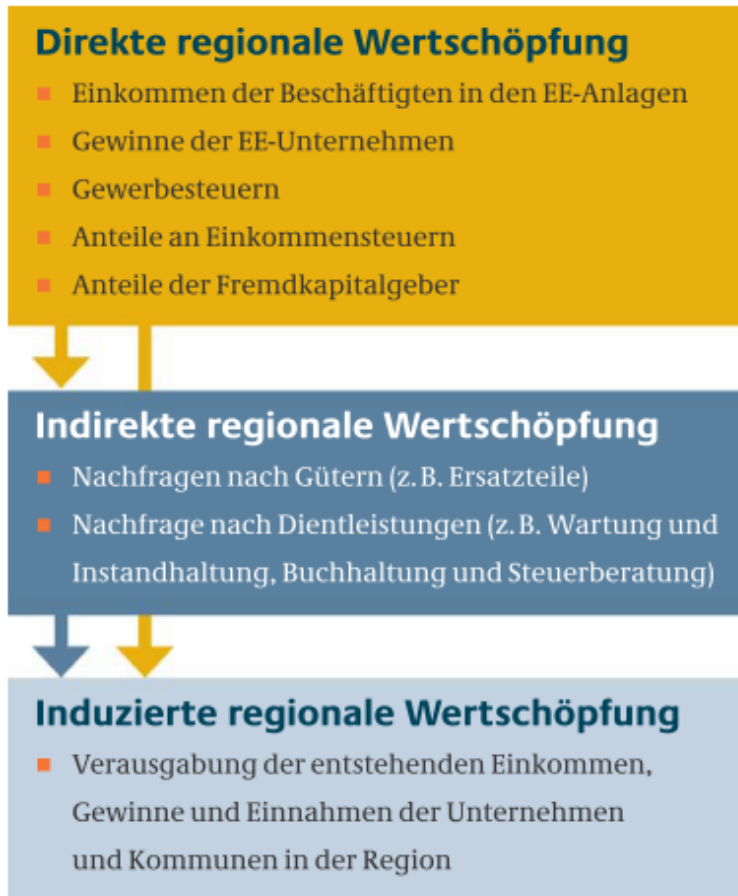 Direkte regionale Wertschöpfung
Einkommen der Beschäftigten in den EE-Anlagen
Gewinne der EE-Unternehmen
Gewerbesteuern
Anteile an Einkommensteuern
Anteile der Fremdkapitalgeber
Indirekte regionale Wertschöpfung
Nachfragen nach Gütern (z. B. Ersatzteile)
Nachfrage nach Dientleistungen (z. B. Wartung und
Instandhaltung, Buchhaltung und Steuerberatung)
Induzierte regionale Wertschöpfung
Verausgabung der entstehenden Einkommen,
Gewinne und Einnahmen der Unternehmen
und Kommunen in der Region